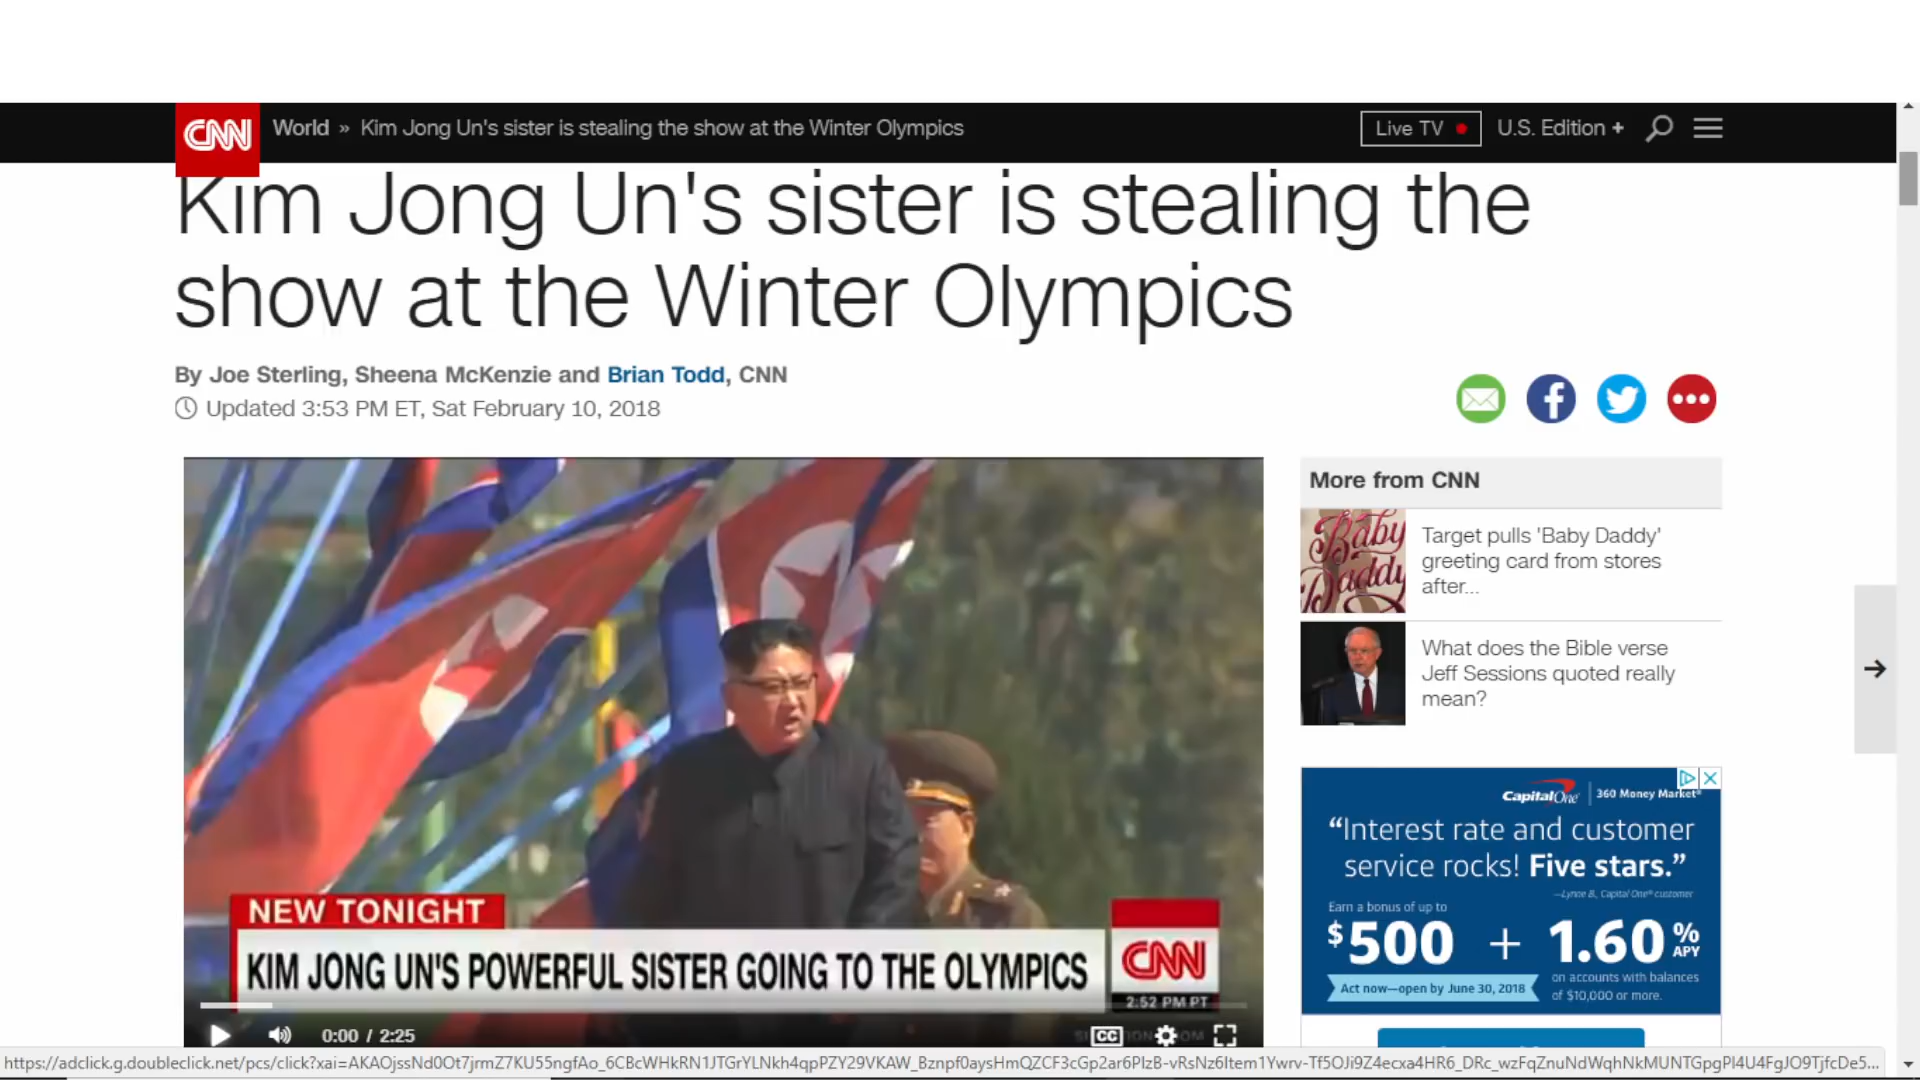 CNN
World » Kim Jong Un's sister is stealing the show at the Winter Olympics
Live TV
U.S. Edition +
Kim Jong Un's sister is stealing the
show at the Winter Olympics
By Joe Sterling, Sheena McKenzie and Brian Todd, CNN
Updated 3:53 PM ET, Sat February 10, 2018
NEW TONIGHT
KIM JONG UN'S POWERFUL SISTER GOING TO THE OLYMPICS
CNN
2:52 PM PT
0:00 / 2:25
CC
More from CNN
Baby
Daddy
Target pulls 'Baby Daddy'
greeting card from stores
after...
What does the Bible verse
Jeff Sessions quoted really
mean?
Capital One 360 Money Market®
“Interest rate and customer
service rocks! Five stars.”
—Lynne B, Capital One® customer
Earn a bonus of up to
$500 + 1.60% APY
Act now—open by June 30, 2018
on accounts with balances
of $10,000 or more.